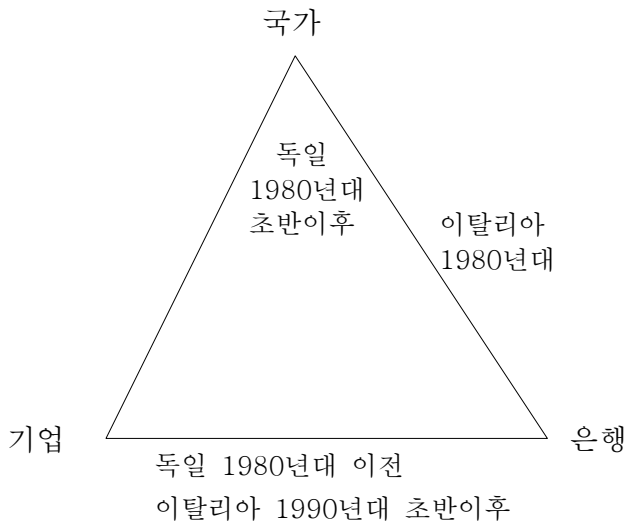 국가
독일
1980년대
초반이후
이탈리아
1980년대
기업
은행
독일 1980년대 이전
이탈리아 1990년대 초반이후